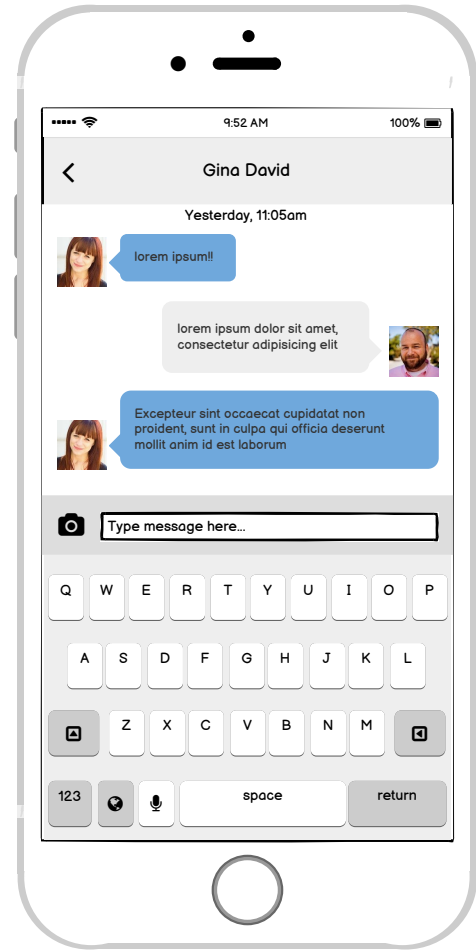 9:52 AM 100%
Gina David
Yesterday, 11:05am
lorem ipsum!!
lorem ipsum dolor sit amet,
consectetur adipisicing elit
Excepteur sint occaecat cupidatat non
proident, sunt in culpa qui officia deserunt
mollit anim id est laborum
Type message here...
Q W E R T Y U I O P
A S D F G H J K L
Z X C V B N M
123 space return